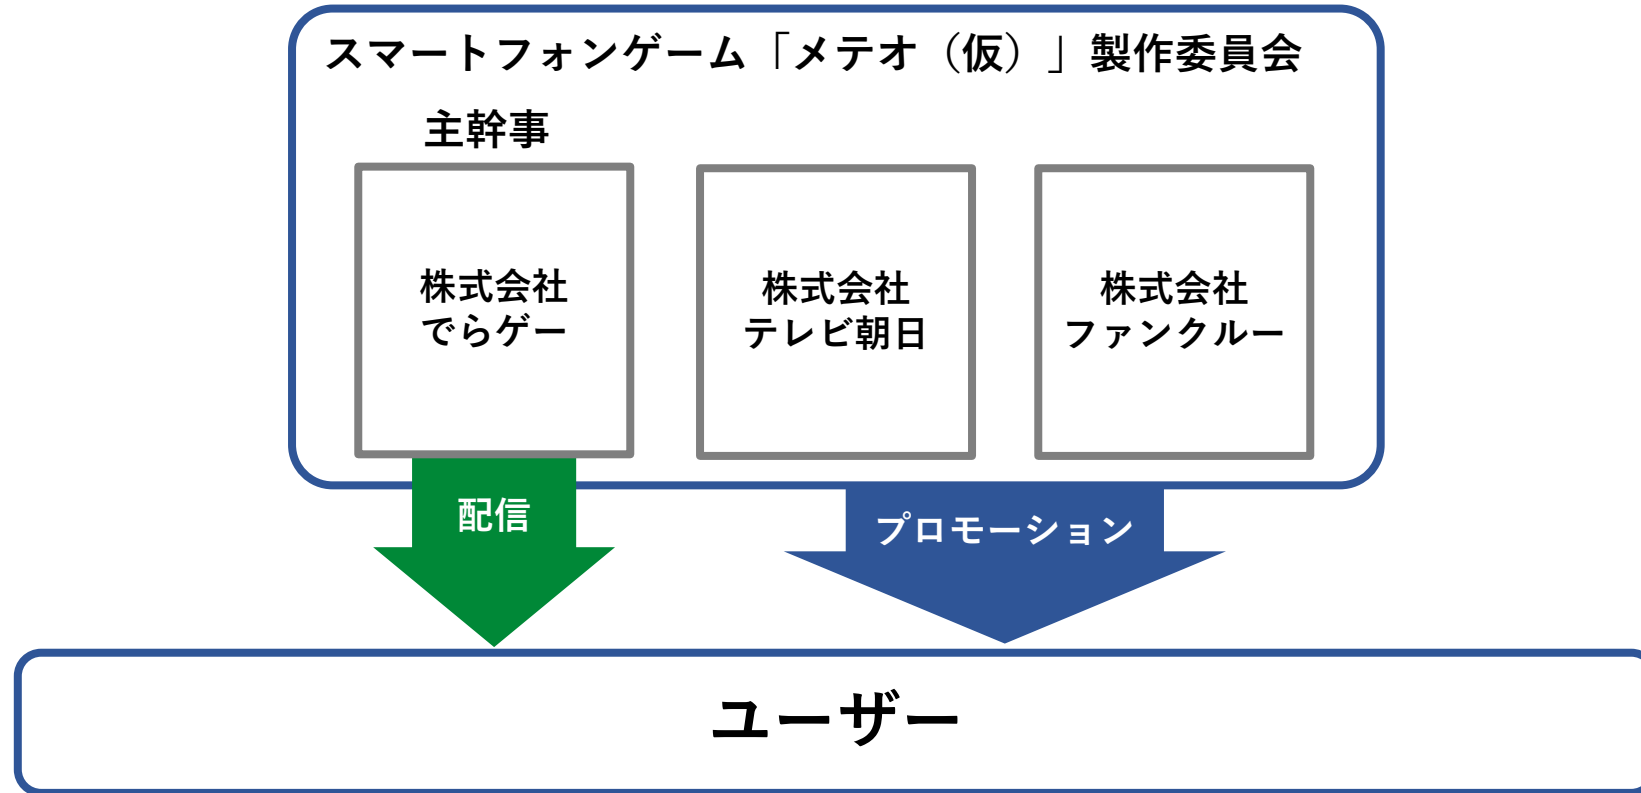 スマートフォンゲーム「メテオ（仮）」製作委員会
主幹事
株式会社
でらゲー
株式会社
テレビ朝日
株式会社
ファンクルー
配信
プロモーション
ユーザー